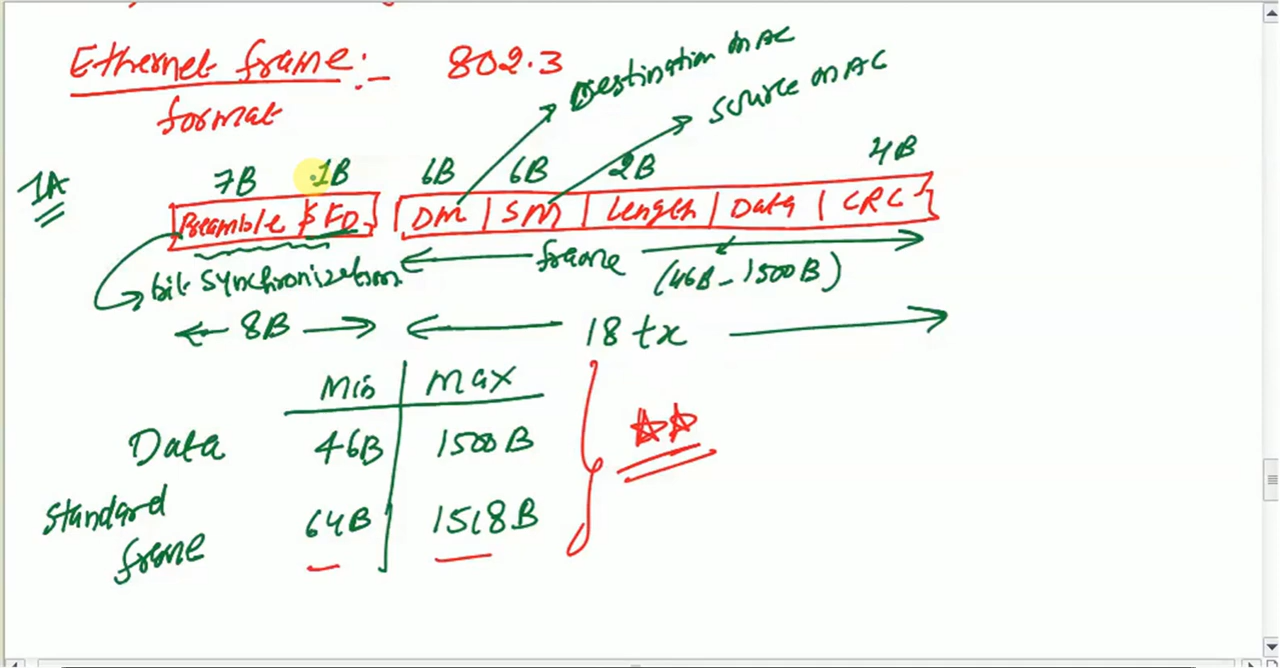 Ethernet frame:- 802.3
format
Destination MAC
Source MAC
1A
7B 1B 6B 6B 2B 4B
Preamble SFD DM SM Length Data CRC
bit synchronization frame (46B - 1500B)
8B 18 tx
Min max
Data 46B 1500B
Standard 64B 1518B
frame